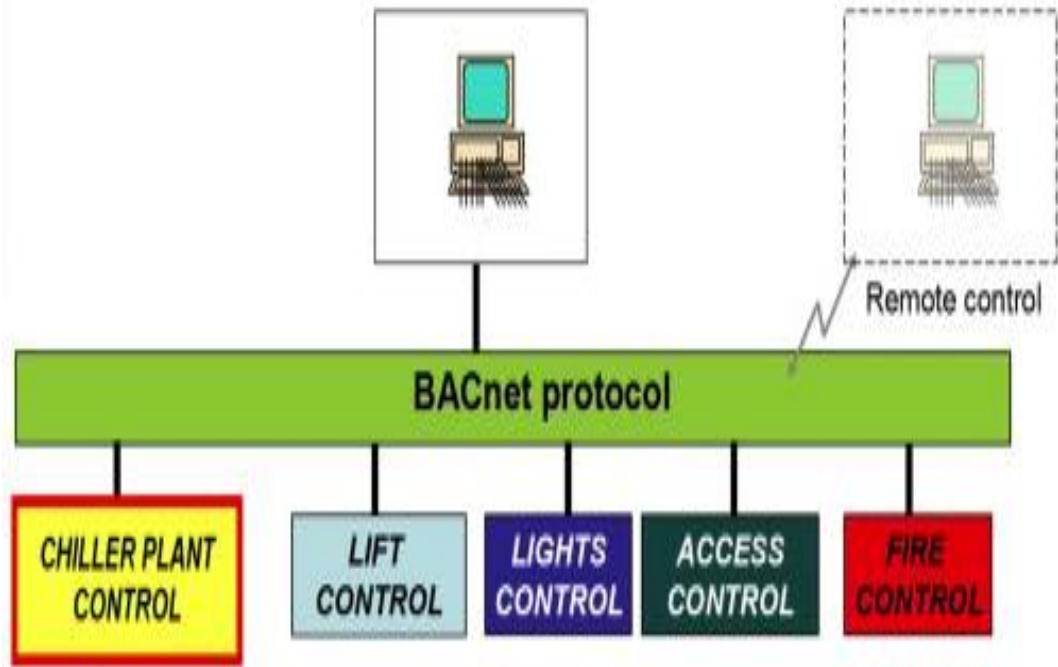 Remote control
BACnet protocol
CHILLER PLANT
CONTROL
LIFT
CONTROL
LIGHTS
CONTROL
ACCESS
CONTROL
FIRE
CONTROL